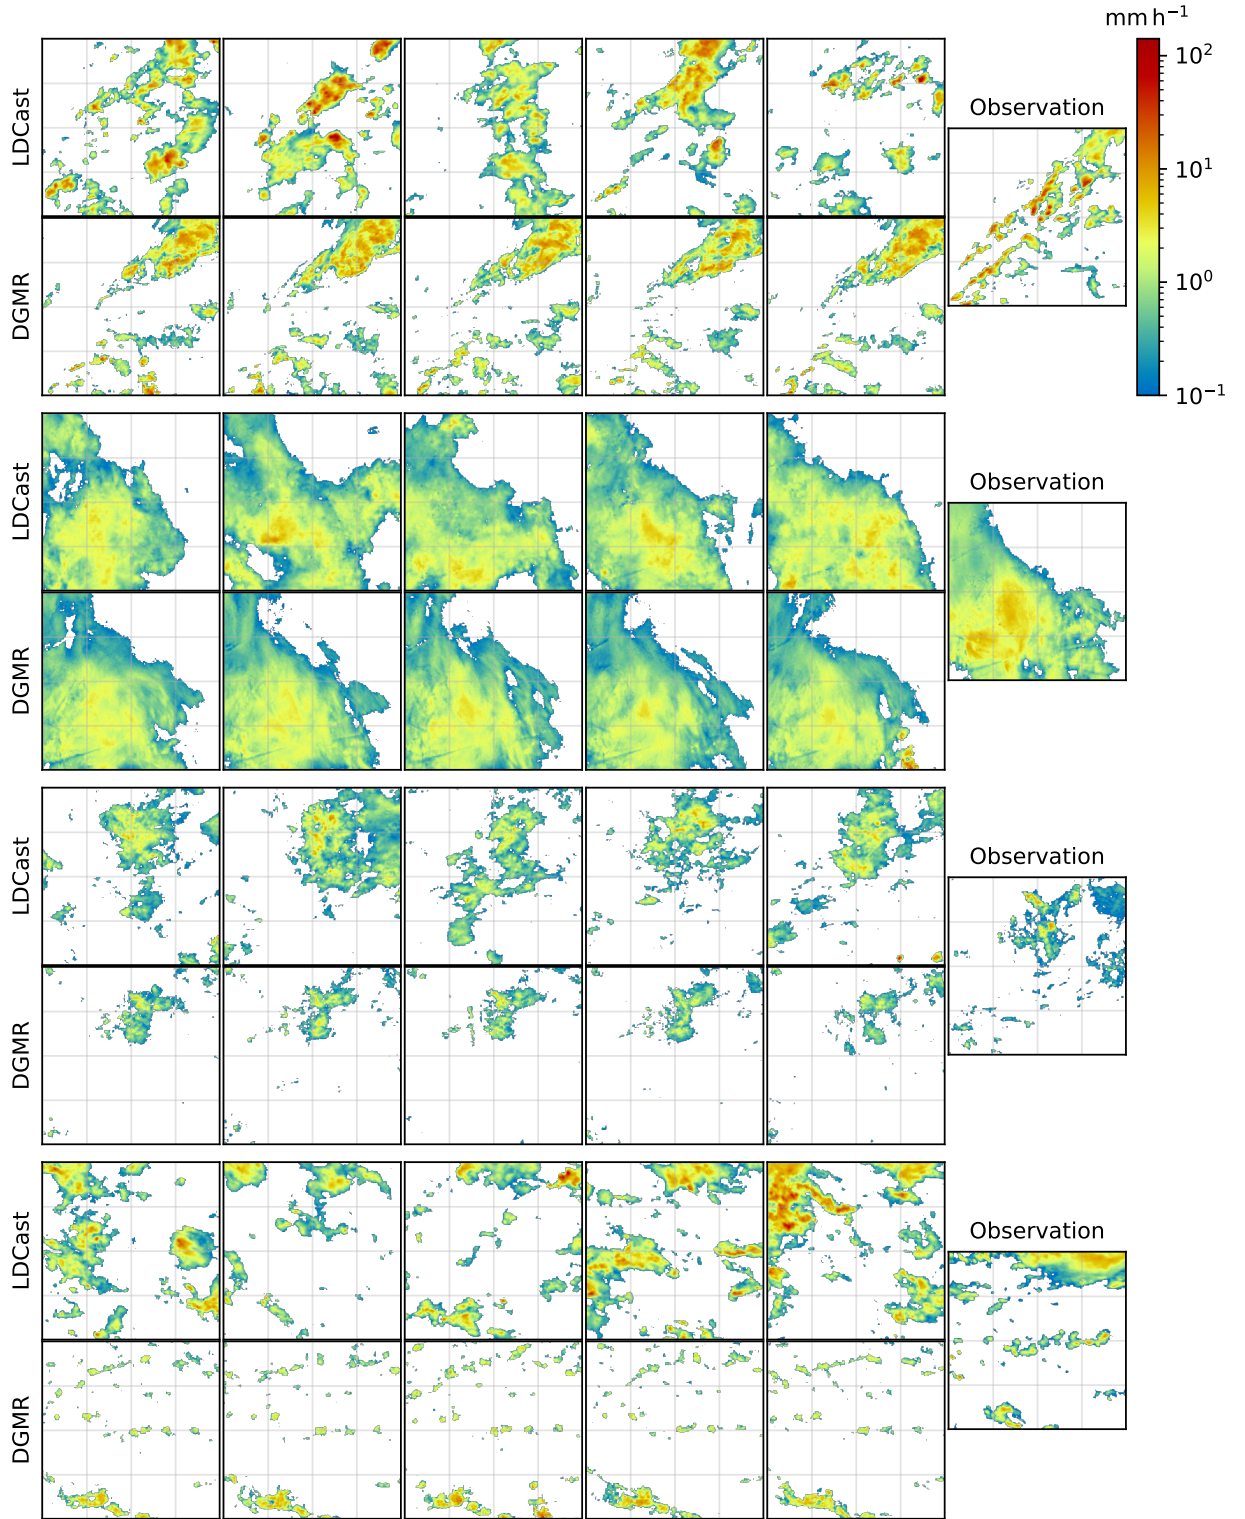 mm h⁻¹
10²
10¹
10⁰
10⁻¹
LDCast
DGMR
Observation
LDCast
DGMR
Observation
LDCast
DGMR
Observation
LDCast
DGMR
Observation